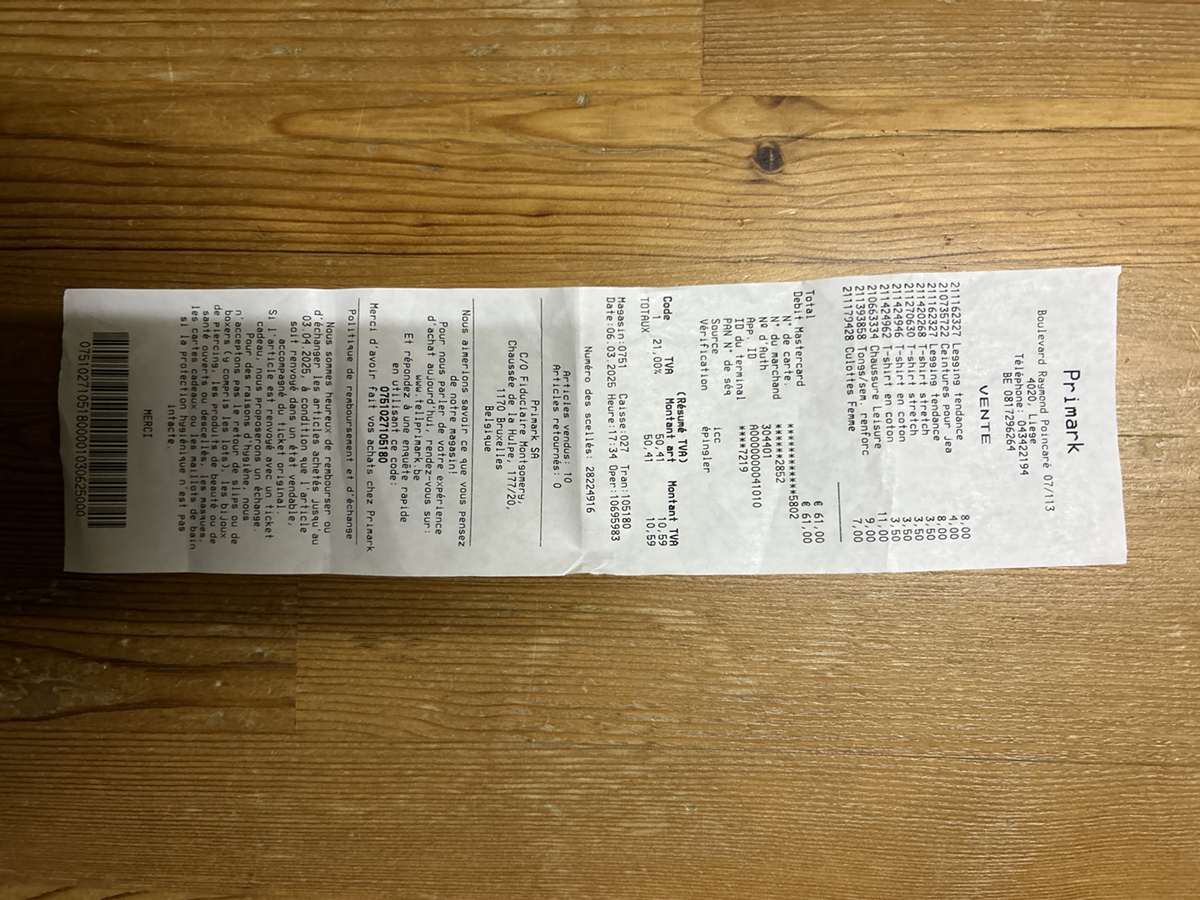 Primark
Boulevard Raymond Poincaré 07/113
4020, Liege
Téléphone: 043422194
BE 0817296264
VENTE
211162327 Legging tendance 8,00
210735722 Ceintures pour jea 4,00
211162327 Legging tendance 8,00
211420268 T-shirt stretch 3,50
211270630 T-shirt stretch 3,50
211424945 T-shirt en coton 3,50
211424962 T-shirt en coton 3,50
210663334 Chaussure Leisure 11,00
211393858 Tongs/sem. renforc 9,00
211179428 Culottes Femme 7,00
Total € 61,00
Debit Mastercard € 61,00
N° de carte ************5802
N° du marchand ******28552
Nº d'Auth 304401
App. ID A0000000041010
ID du terminal ****7219
PAN N° de séq
Source icc
Vérification épingler
(Résumé TVA)
Code TVA Montant art Montant TVA
1 21,00% 50,41 10,59
TOTAUX 50,41 10,59
Magasin:0751 Caisse:027 Tran:105180
Date:06.03.2025 Heure:17:34 Oper:10695983
Numéro des scellés: 28224916
Articles vendus: 10
Articles retournés: 0
Primark SA
C/O Fiduciaire Montgomery,
Chaussée de la Hulpe, 177/20,
1170 Bruxelles
Belgique
Nous aimerions savoir ce que vous pensez
de notre magasin!
Pour nous parler de votre expérience
d'achat aujourd'hui, rendez-vous sur:
www.tellprimark.be
Et répondez à une enquête rapide
en utilisant ce code:
075102710518​0
Merci d'avoir fait vos achats chez Primark
Politique de remboursement et d'échange
Nous sommes heureux de rembourser ou
d'échanger les articles achetés jusqu'au
03.04.2025, à condition que l'article
soit renvoyé dans un état vendable,
accompagné du ticket original.
Si l'article est renvoyé avec un ticket
cadeau, nous proposerons un échange.
Pour des raisons d'hygiène, nous
n'acceptons pas le retour de slips ou de
boxers (y compris les lots), les bijoux
de piercing, les produits de beauté ou de
santé ouverts ou descellés, les masques,
les cartes cadeaux ou les maillots de bain
si la protection hygiénique n'est pas
intacte
MERCI
0751027105180000103062500​0